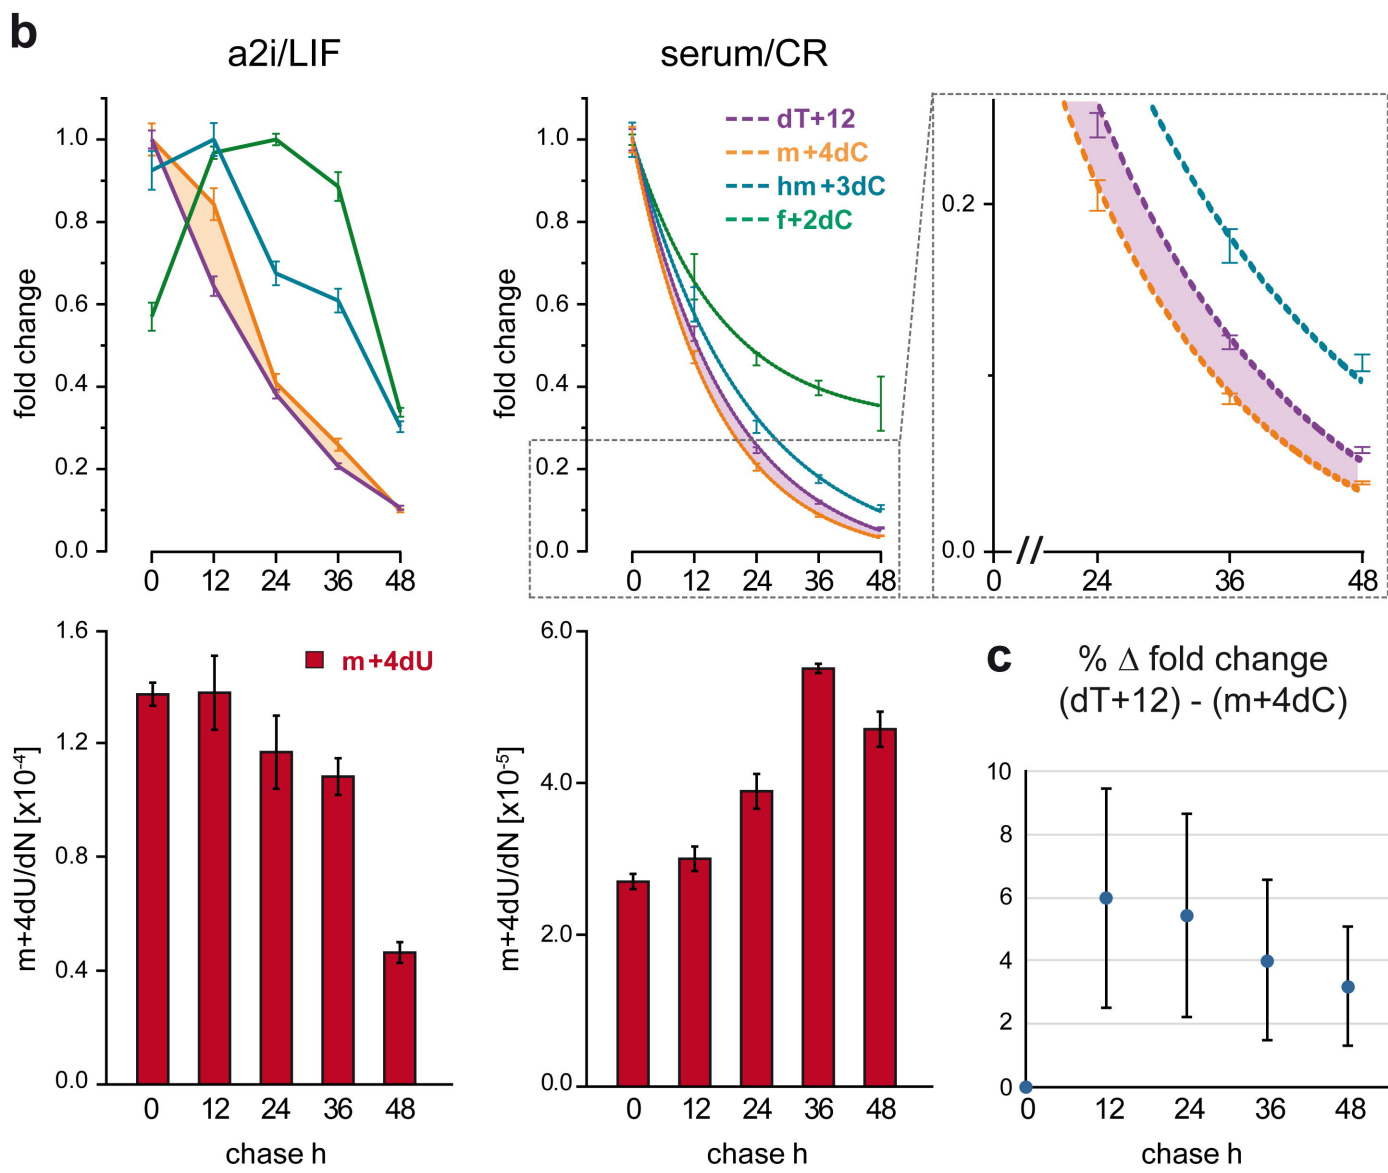 b
a2i/LIF
serum/CR
fold change
1.0
0.8
0.6
0.4
0.2
0.0
0 12 24 36 48
fold change
1.0
0.8
0.6
0.4
0.2
0.0
0 12 24 36 48
dT+12
m+4dC
hm+3dC
f+2dC
0.2
0.0
0 // 24 36 48
m+4dU/dN [x10⁻⁴]
1.6
1.2
0.8
0.4
0.0
m+4dU
0 12 24 36 48
chase h
m+4dU/dN [x10⁻⁵]
6.0
4.0
2.0
0.0
0 12 24 36 48
chase h
c
% Δ fold change
(dT+12) - (m+4dC)
10
8
6
4
2
0
0 12 24 36 48
chase h